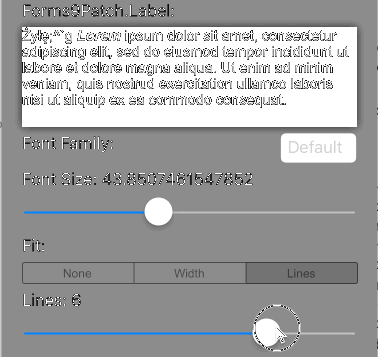 Forms9Patch Label:
Żyłę;^`g Lorem ipsum dolor sit amet, consectetur
adipiscing elit, sed do eiusmod tempor incididunt ut
labore et dolore magna aliqua. Ut enim ad minim
veniam, quis nostrud exercitation ullamco laboris
nisi ut aliquip ex ea commodo consequat.
Font Family:
Default
Font Size: 43.8507461547852
Fit:
None Width Lines
Lines: 6